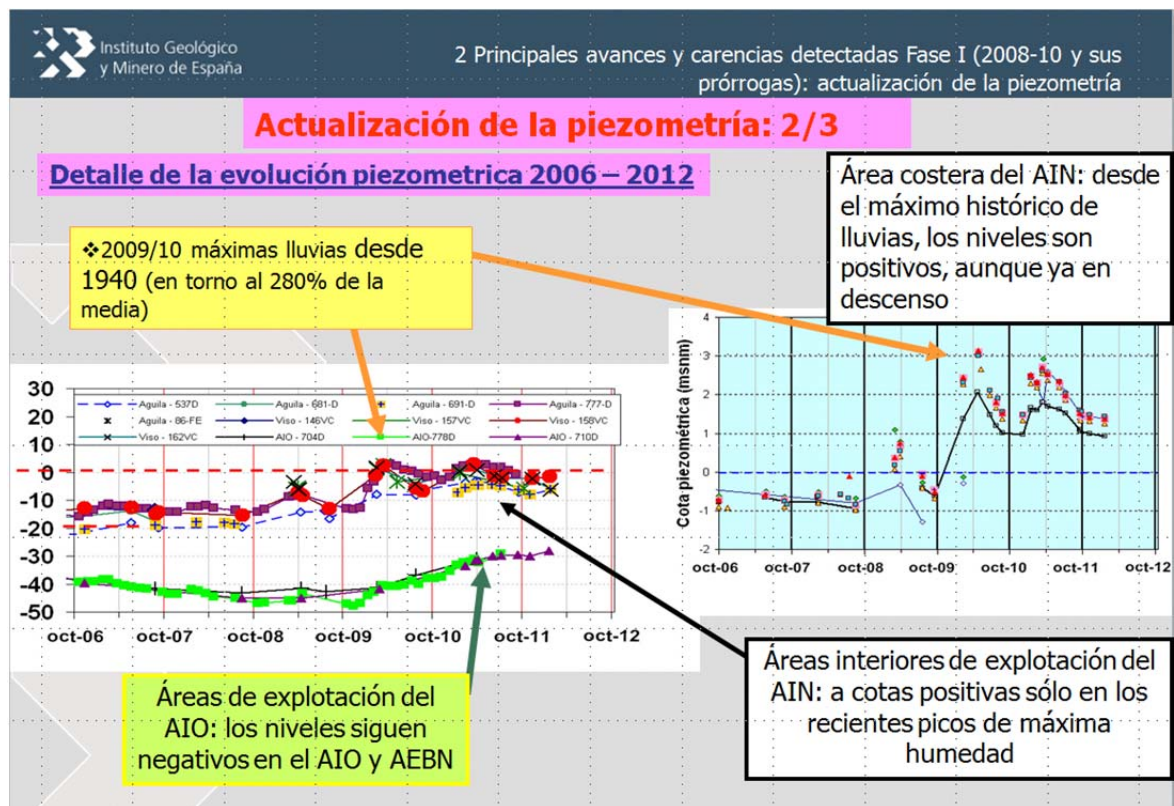 Instituto Geológico
y Minero de España
2 Principales avances y carencias detectadas Fase I (2008-10 y sus
prórrogas): actualización de la piezometría
Actualización de la piezometría: 2/3
Detalle de la evolución piezometrica 2006 – 2012
❖2009/10 máximas lluvias desde
1940 (en torno al 280% de la
media)
Área costera del AIN: desde
el máximo histórico de
lluvias, los niveles son
positivos, aunque ya en
descenso
30
20
10
0
-10
-20
-30
-40
-50
Aguila - 537D
Aguila - 681-D
Aguila - 691-D
Aguila - 777-D
Aguila - 86-FE
Viso - 146VC
Viso - 157VC
Viso - 158VC
Viso - 162VC
AIO - 704D
AIO-778D
AIO - 710D
oct-06
oct-07
oct-08
oct-09
oct-10
oct-11
oct-12
Cota piezométrica (msnm)
4
3
2
1
0
-1
-2
oct-06
oct-07
oct-08
oct-09
oct-10
oct-11
oct-12
Áreas de explotación del
AIO: los niveles siguen
negativos en el AIO y AEBN
Áreas interiores de explotación del
AIN: a cotas positivas sólo en los
recientes picos de máxima
humedad